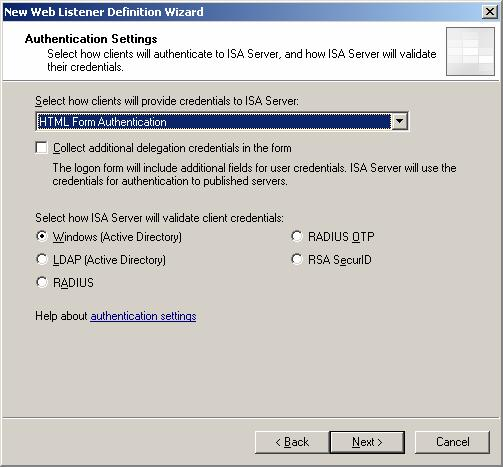 New Web Listener Definition Wizard
Authentication Settings
Select how clients will authenticate to ISA Server, and how ISA Server will validate
their credentials.
Select how clients will provide credentials to ISA Server:
HTML Form Authentication
Collect additional delegation credentials in the form
The logon form will include additional fields for user credentials. ISA Server will use the
credentials for authentication to published servers.
Select how ISA Server will validate client credentials:
Windows (Active Directory)
RADIUS OTP
LDAP (Active Directory)
RSA SecurID
RADIUS
Help about authentication settings
< Back
Next >
Cancel